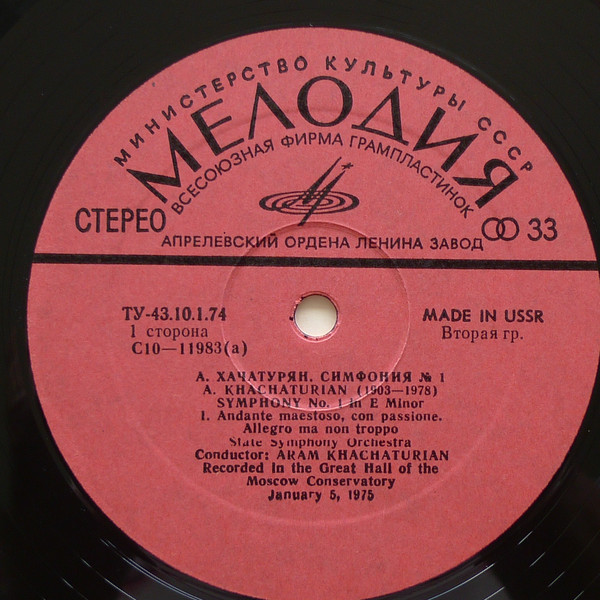 МИНИСТЕРСТВО КУЛЬТУРЫ СССР
МЕЛОДИЯ
ВСЕСОЮЗНАЯ ФИРМА ГРАМПЛАСТИНОК
СТЕРЕО
33
АПРЕЛЕВСКИЙ ОРДЕНА ЛЕНИНА ЗАВОД
ТУ-43.10.1.74
MADE IN USSR
1 сторона
Вторая гр.
С10—11983(а)
А. ХАЧАТУРЯН. СИМФОНИЯ № 1
A. KHACHATURIAN (1903—1978)
SYMPHONY No. 1 in E Minor
1. Andante maestoso, con passione.
Allegro ma non troppo
State Symphony Orchestra
Conductor: ARAM KHACHATURIAN
Recorded in the Great Hall of the
Moscow Conservatory
January 5, 1975